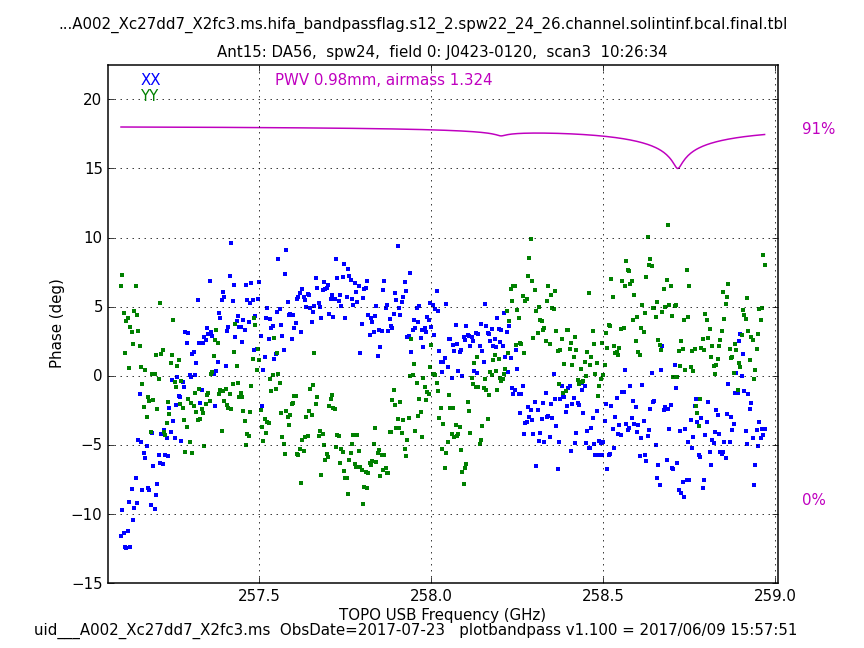 ...A002_Xc27dd7_X2fc3.ms.hifa_bandpassflag.s12_2.spw22_24_26.channel.solintinf.bcal.final.tbl
Ant15: DA56,  spw24,  field 0: J0423-0120,  scan3  10:26:34
XX
YY
PWV 0.98mm, airmass 1.324
91%
0%
20
15
10
5
0
−5
−10
−15
Phase (deg)
257.5
258.0
258.5
259.0
TOPO USB Frequency (GHz)
uid___A002_Xc27dd7_X2fc3.ms  ObsDate=2017-07-23   plotbandpass v1.100 = 2017/06/09 15:57:51